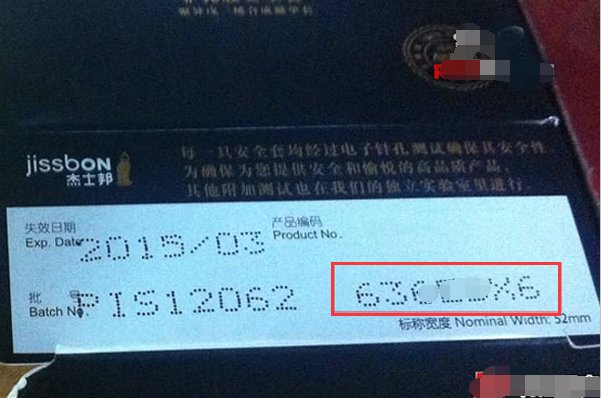 jissbon
杰士邦
每一具安全套均经过电子针孔测试确保其安全性,
为确保为您提供安全和愉悦的高品质产品,
其他附加测试也在我们的独立实验室里进行.
失效日期
Exp. Date
2015/03
产品编码
Product No.
批 号
Batch No.
PIS12062
标称宽度 Nominal Width: 52mm